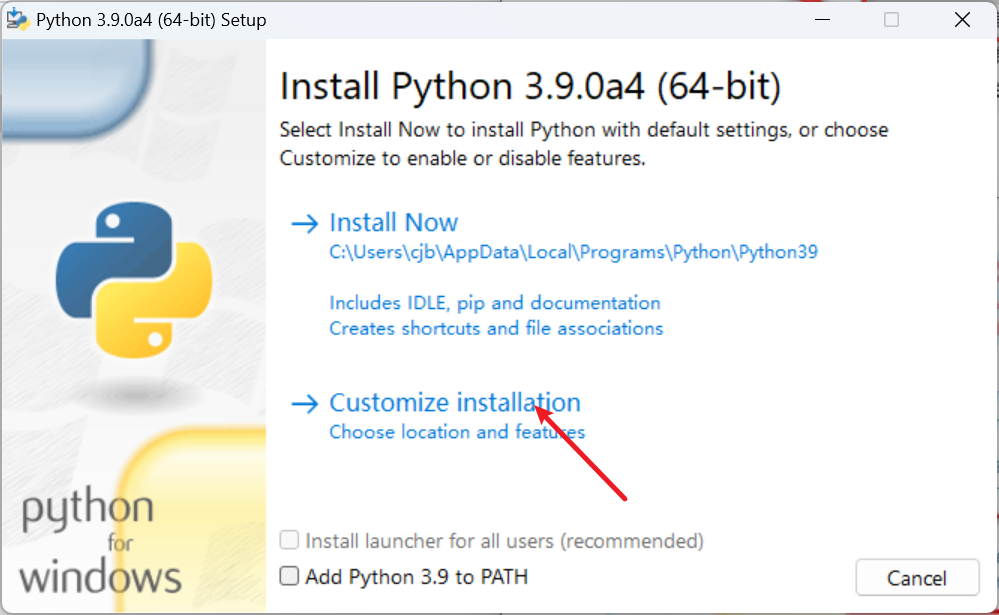 Python 3.9.0a4 (64-bit) Setup
Install Python 3.9.0a4 (64-bit)
Select Install Now to install Python with default settings, or choose
Customize to enable or disable features.
Install Now
C:\Users\cjb\AppData\Local\Programs\Python\Python39
Includes IDLE, pip and documentation
Creates shortcuts and file associations
Customize installation
Choose location and features
python
for
windows
Install launcher for all users (recommended)
Add Python 3.9 to PATH
Cancel